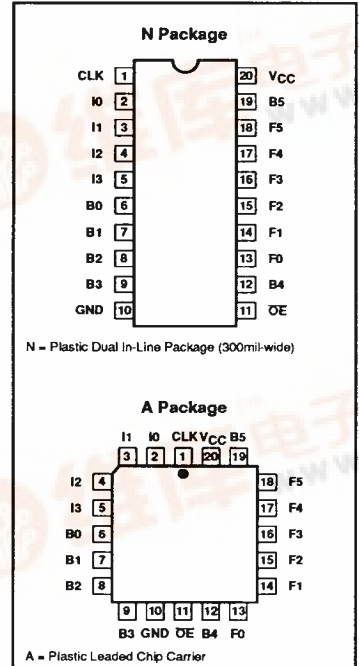 N Package
CLK 1 20 VCC
I0 2 19 B5
I1 3 18 F5
I2 4 17 F4
I3 5 16 F3
B0 6 15 F2
B1 7 14 F1
B2 8 13 F0
B3 9 12 B4
GND 10 11 O̅E̅
N = Plastic Dual In-Line Package (300mil-wide)
A Package
I1 I0 CLK VCC B5
3 2 1 20 19
I2 4 18 F5
I3 5 17 F4
B0 6 16 F3
B1 7 15 F2
B2 8 14 F1
9 10 11 12 13
B3 GND O̅E̅ B4 F0
A = Plastic Leaded Chip Carrier